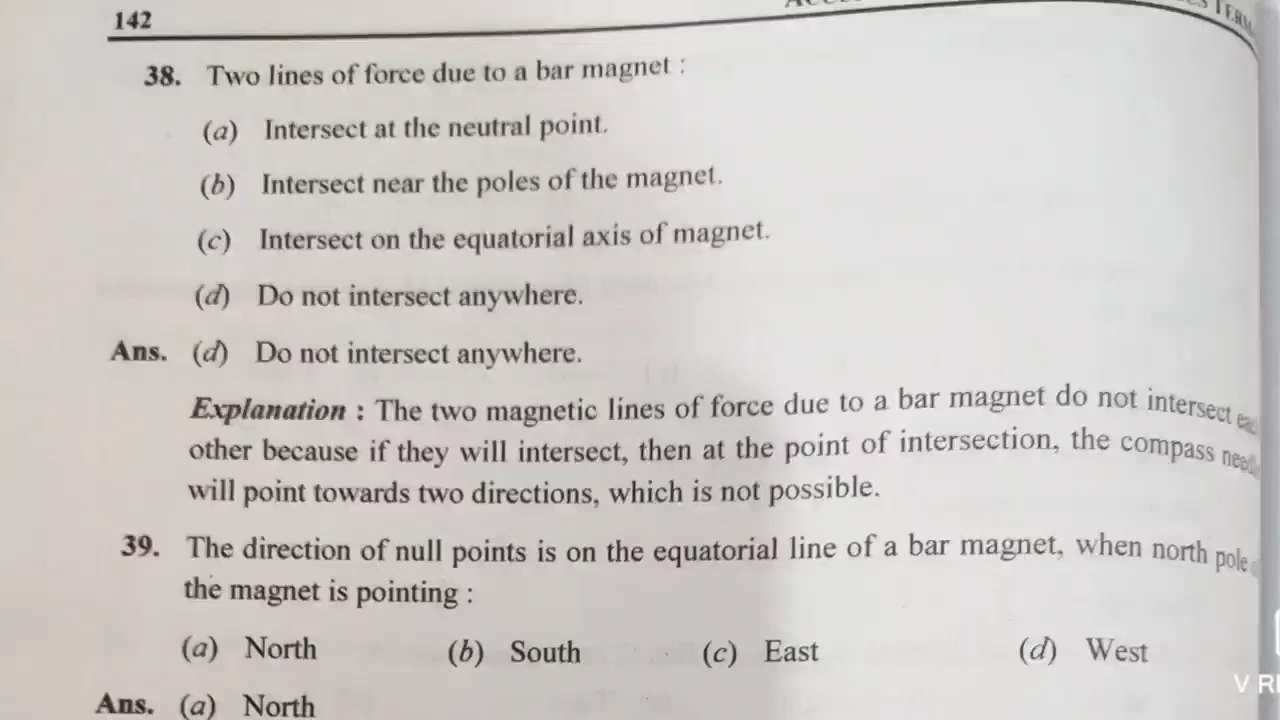 142
38. Two lines of force due to a bar magnet :
(a) Intersect at the neutral point.
(b) Intersect near the poles of the magnet.
(c) Intersect on the equatorial axis of magnet.
(d) Do not intersect anywhere.
Ans. (d) Do not intersect anywhere.
Explanation : The two magnetic lines of force due to a bar magnet do not intersect
other because if they will intersect, then at the point of intersection, the compass
will point towards two directions, which is not possible.
39. The direction of null points is on the equatorial line of a bar magnet, when north pole
the magnet is pointing :
(a) North (b) South (c) East (d) West
Ans. (a) North